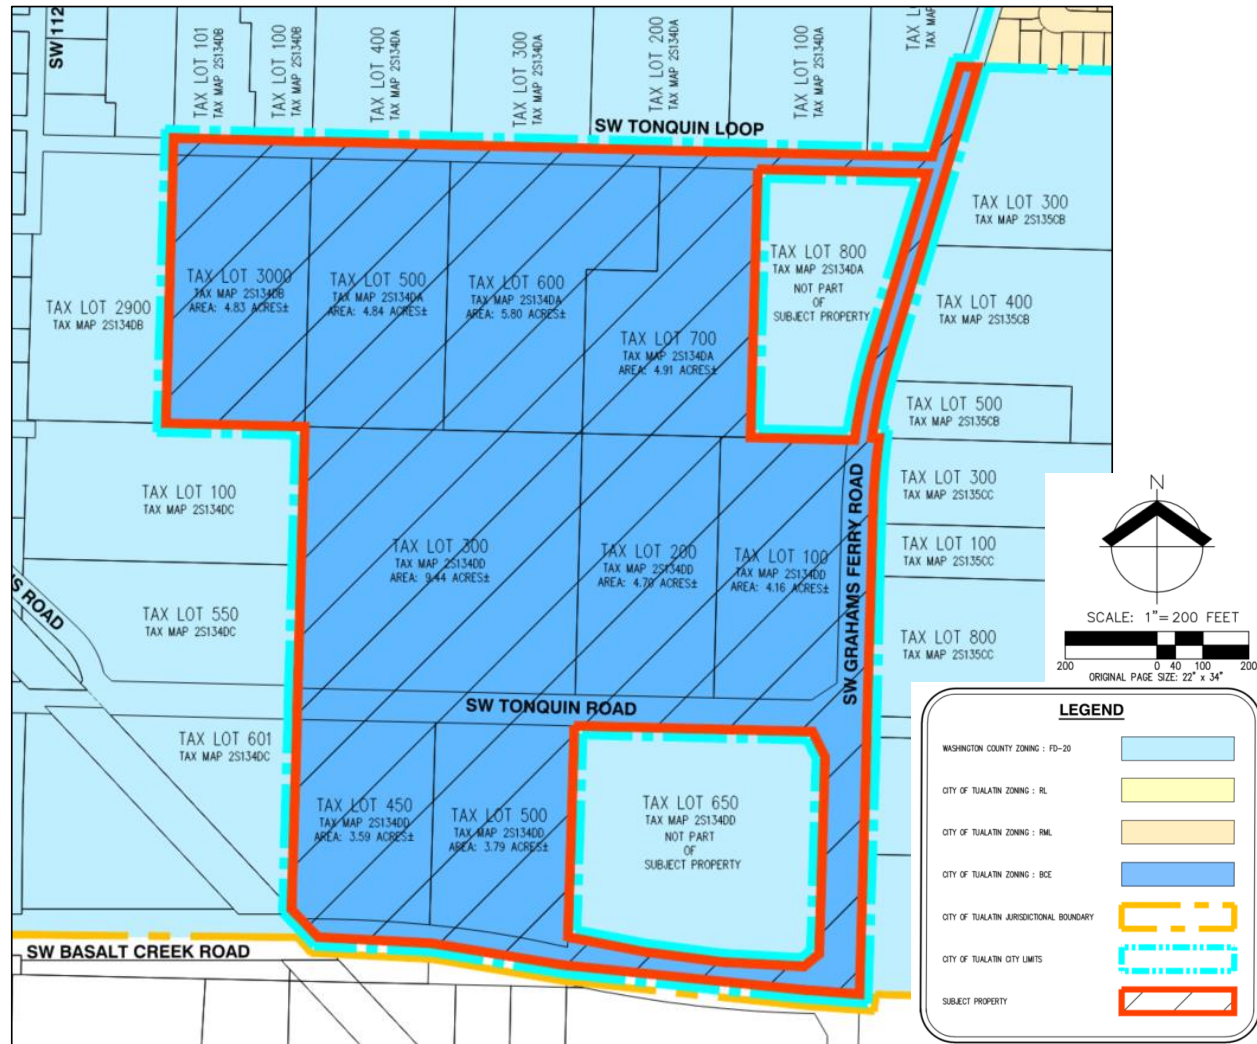 SW 112
TAX LOT 101
TAX MAP 2S134DB
TAX LOT 100
TAX MAP 2S134DB
TAX LOT 400
TAX MAP 2S134DA
TAX LOT 300
TAX MAP 2S134DA
TAX LOT 200
TAX MAP 2S134DA
TAX LOT 100
TAX MAP 2S134DA
TAX L
TAX MAP
SW TONQUIN LOOP
TAX LOT 300
TAX MAP 2S135CB
TAX LOT 800
TAX MAP 2S134DA
NOT PART
OF
SUBJECT PROPERTY
TAX LOT 2900
TAX MAP 2S134DB
TAX LOT 3000
TAX MAP 2S134DB
AREA: 4.83 ACRES±
TAX LOT 500
TAX MAP 2S134DA
AREA: 4.84 ACRES±
TAX LOT 600
TAX MAP 2S134DA
AREA: 5.80 ACRES±
TAX LOT 700
TAX MAP 2S134DA
AREA: 4.91 ACRES±
TAX LOT 400
TAX MAP 2S135CB
TAX LOT 500
TAX MAP 2S135CB
TAX LOT 100
TAX MAP 2S134DC
TAX LOT 300
TAX MAP 2S134DD
AREA: 9.44 ACRES±
TAX LOT 200
TAX MAP 2S134DD
AREA: 4.70 ACRES±
TAX LOT 100
TAX MAP 2S134DD
AREA: 4.16 ACRES±
SW GRAHAMS FERRY ROAD
TAX LOT 300
TAX MAP 2S135CC
TAX LOT 100
TAX MAP 2S135CC
TAX LOT 800
TAX MAP 2S135CC
S ROAD
TAX LOT 550
TAX MAP 2S134DC
SW TONQUIN ROAD
TAX LOT 601
TAX MAP 2S134DC
TAX LOT 450
TAX MAP 2S134DD
AREA: 3.59 ACRES±
TAX LOT 500
TAX MAP 2S134DD
AREA: 3.79 ACRES±
TAX LOT 650
TAX MAP 2S134DD
NOT PART
OF
SUBJECT PROPERTY
SW BASALT CREEK ROAD
N
SCALE: 1"= 200 FEET
200 0 40 100 200
ORIGINAL PAGE SIZE: 22" x 34"
LEGEND
WASHINGTON COUNTY ZONING : FD-20
CITY OF TUALATIN ZONING : RL
CITY OF TUALATIN ZONING : RML
CITY OF TUALATIN ZONING : BCE
CITY OF TUALATIN JURISDICTIONAL BOUNDARY
CITY OF TUALATIN CITY LIMITS
SUBJECT PROPERTY